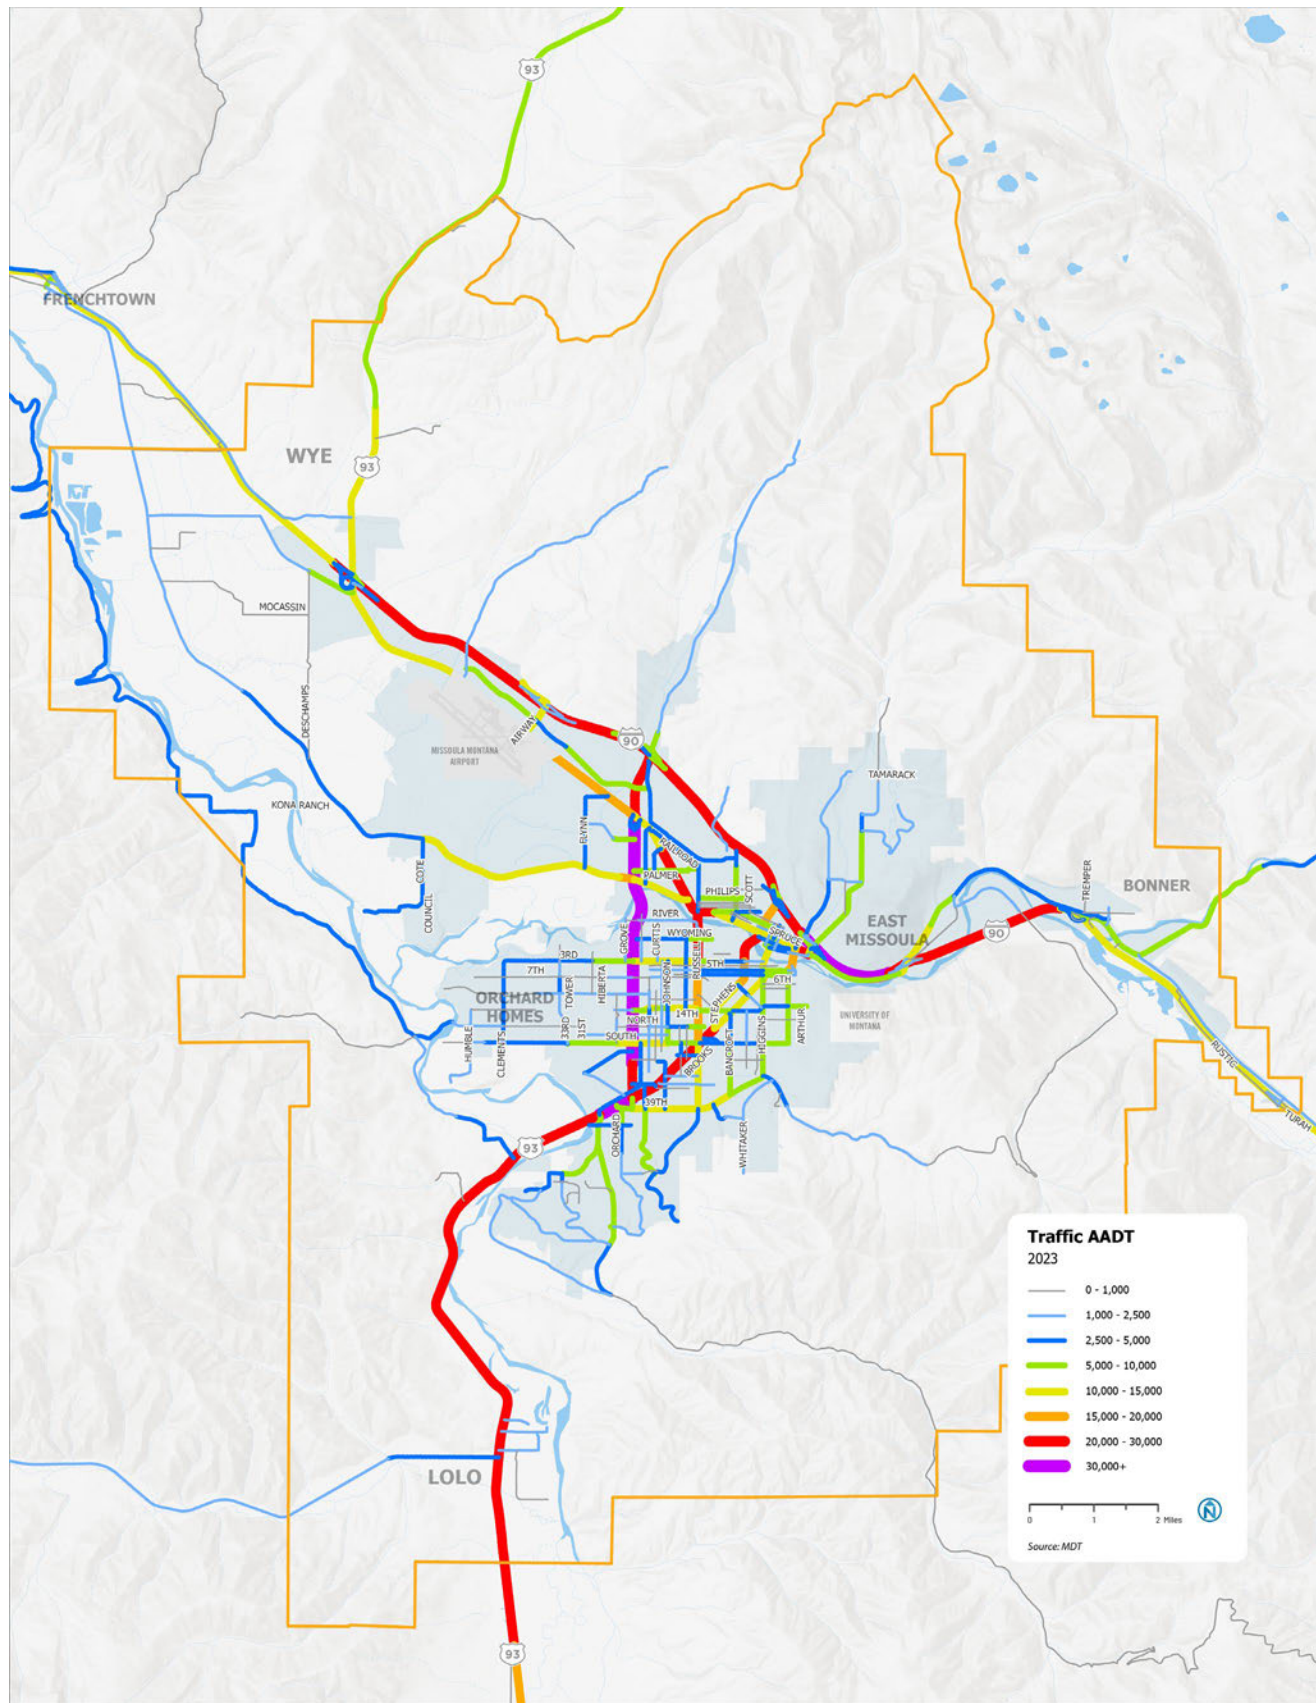 93
FRENCHTOWN
WYE
93
MOCASSIN
DESCHAMPS
AIRWAY
90
MISSOULA MONTANA
AIRPORT
TAMARACK
KONA RANCH
FLYNN
RAILROAD
COTE
COUNCIL
PALMER
PHILIPS
SCOTT
TREMPER
BONNER
RIVER
EAST
MISSOULA
90
GROVE
CURTIS
WYOMING
SPRUCE
RUSSELL
3RD
7TH
5TH
6TH
JOHNSON
HIBERTA
TOWER
ORCHARD
HOMES
STEPHENS
14TH
NORTH
33RD
31ST
SOUTH
UNIVERSITY OF
MONTANA
ARTHUR
HIGGINS
BANCROFT
BROOKS
HUMBLE
CLEMENTS
RUSTIG
TURAH
39TH
ORCHARD
WHITAKER
93
Traffic AADT
2023
0 - 1,000
1,000 - 2,500
2,500 - 5,000
5,000 - 10,000
10,000 - 15,000
15,000 - 20,000
20,000 - 30,000
30,000+
0 1 2 Miles
N
Source: MDT
LOLO
93